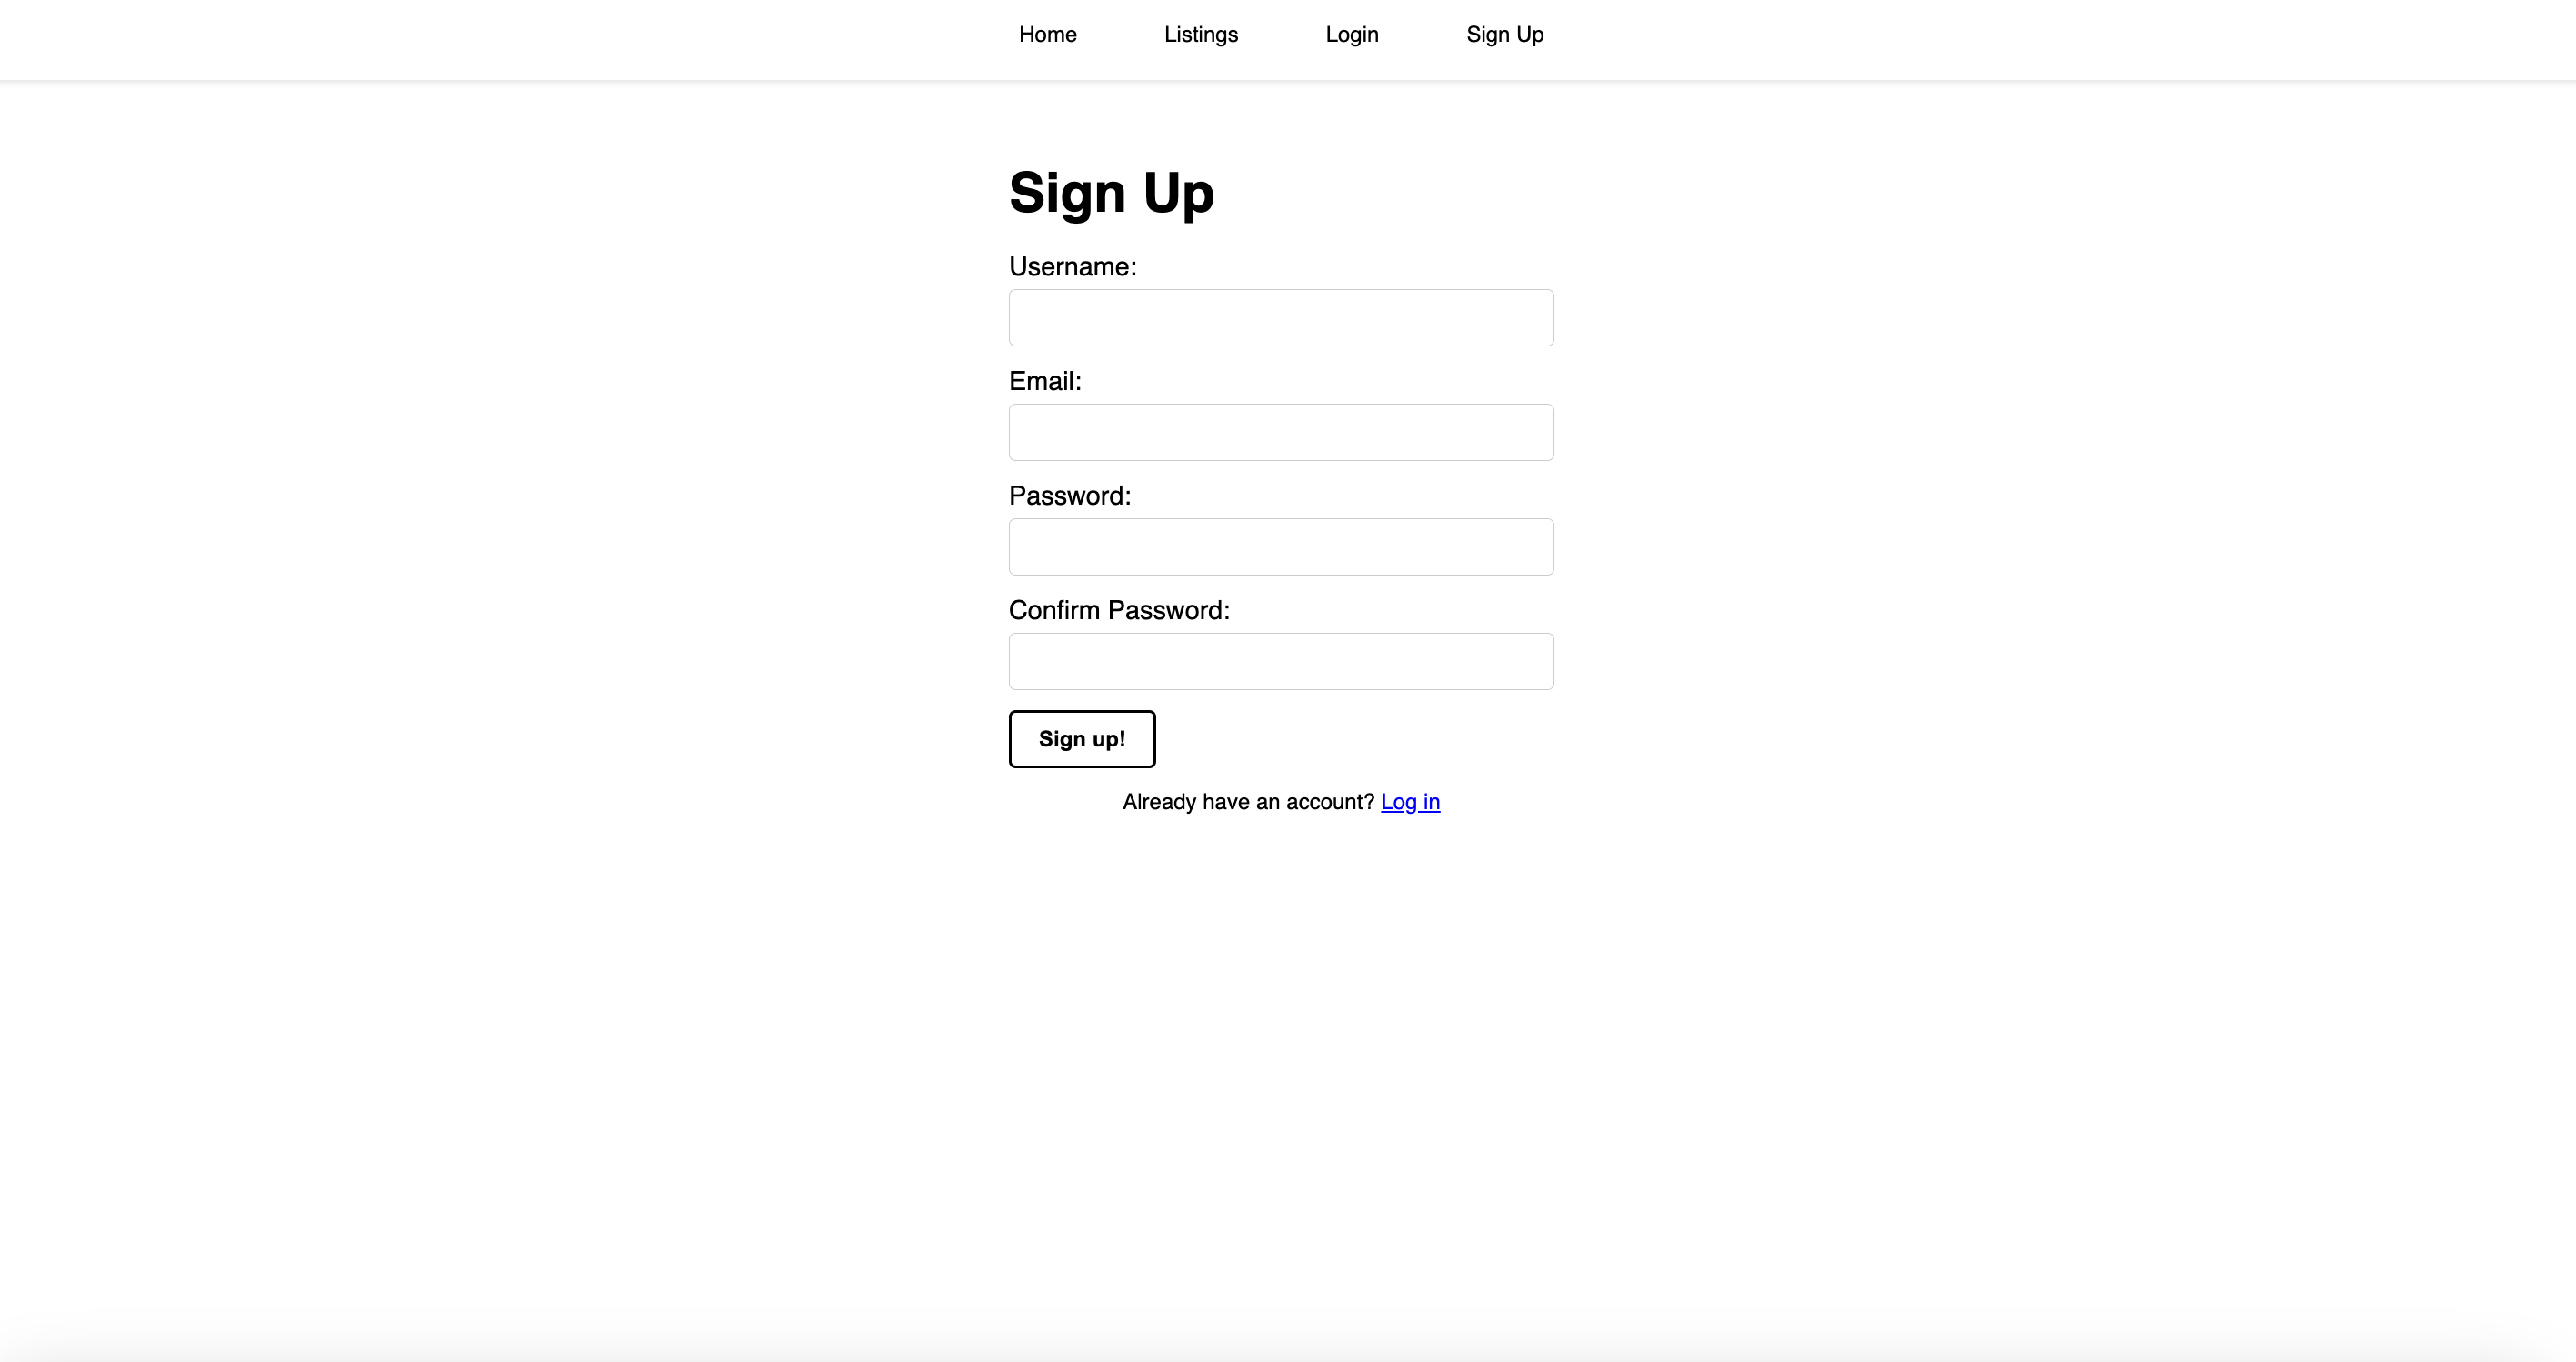 Home Listings Login Sign Up
Sign Up
Username:
Email:
Password:
Confirm Password:
Sign up!
Already have an account? Log in